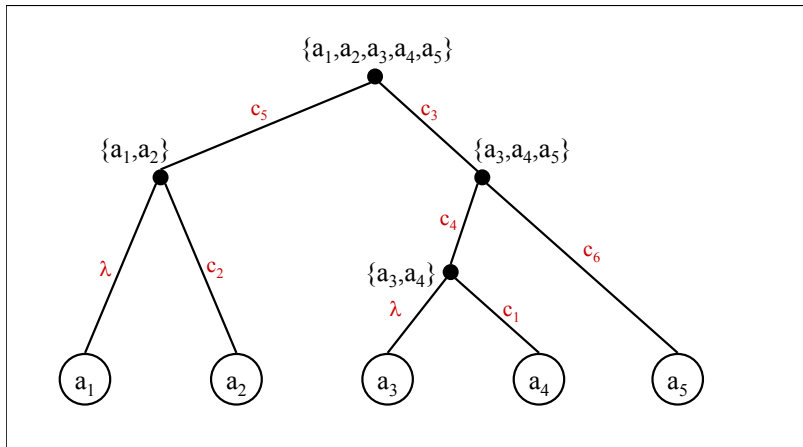 {a₁,a₂,a₃,a₄,a₅}
c₅
c₃
{a₁,a₂}
{a₃,a₄,a₅}
c₄
c₆
λ
c₂
{a₃,a₄}
λ
c₁
a₁
a₂
a₃
a₄
a₅